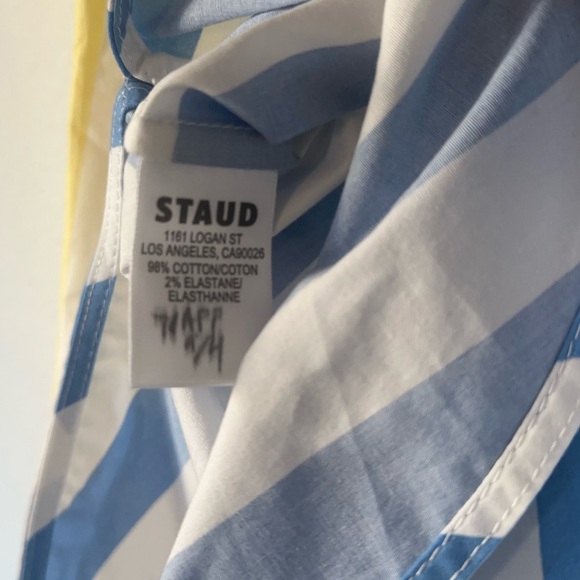 STAUD
1161 LOGAN ST
LOS ANGELES, CA90026
98% COTTON/COTON
2% ELASTANE/
ELASTHANNE